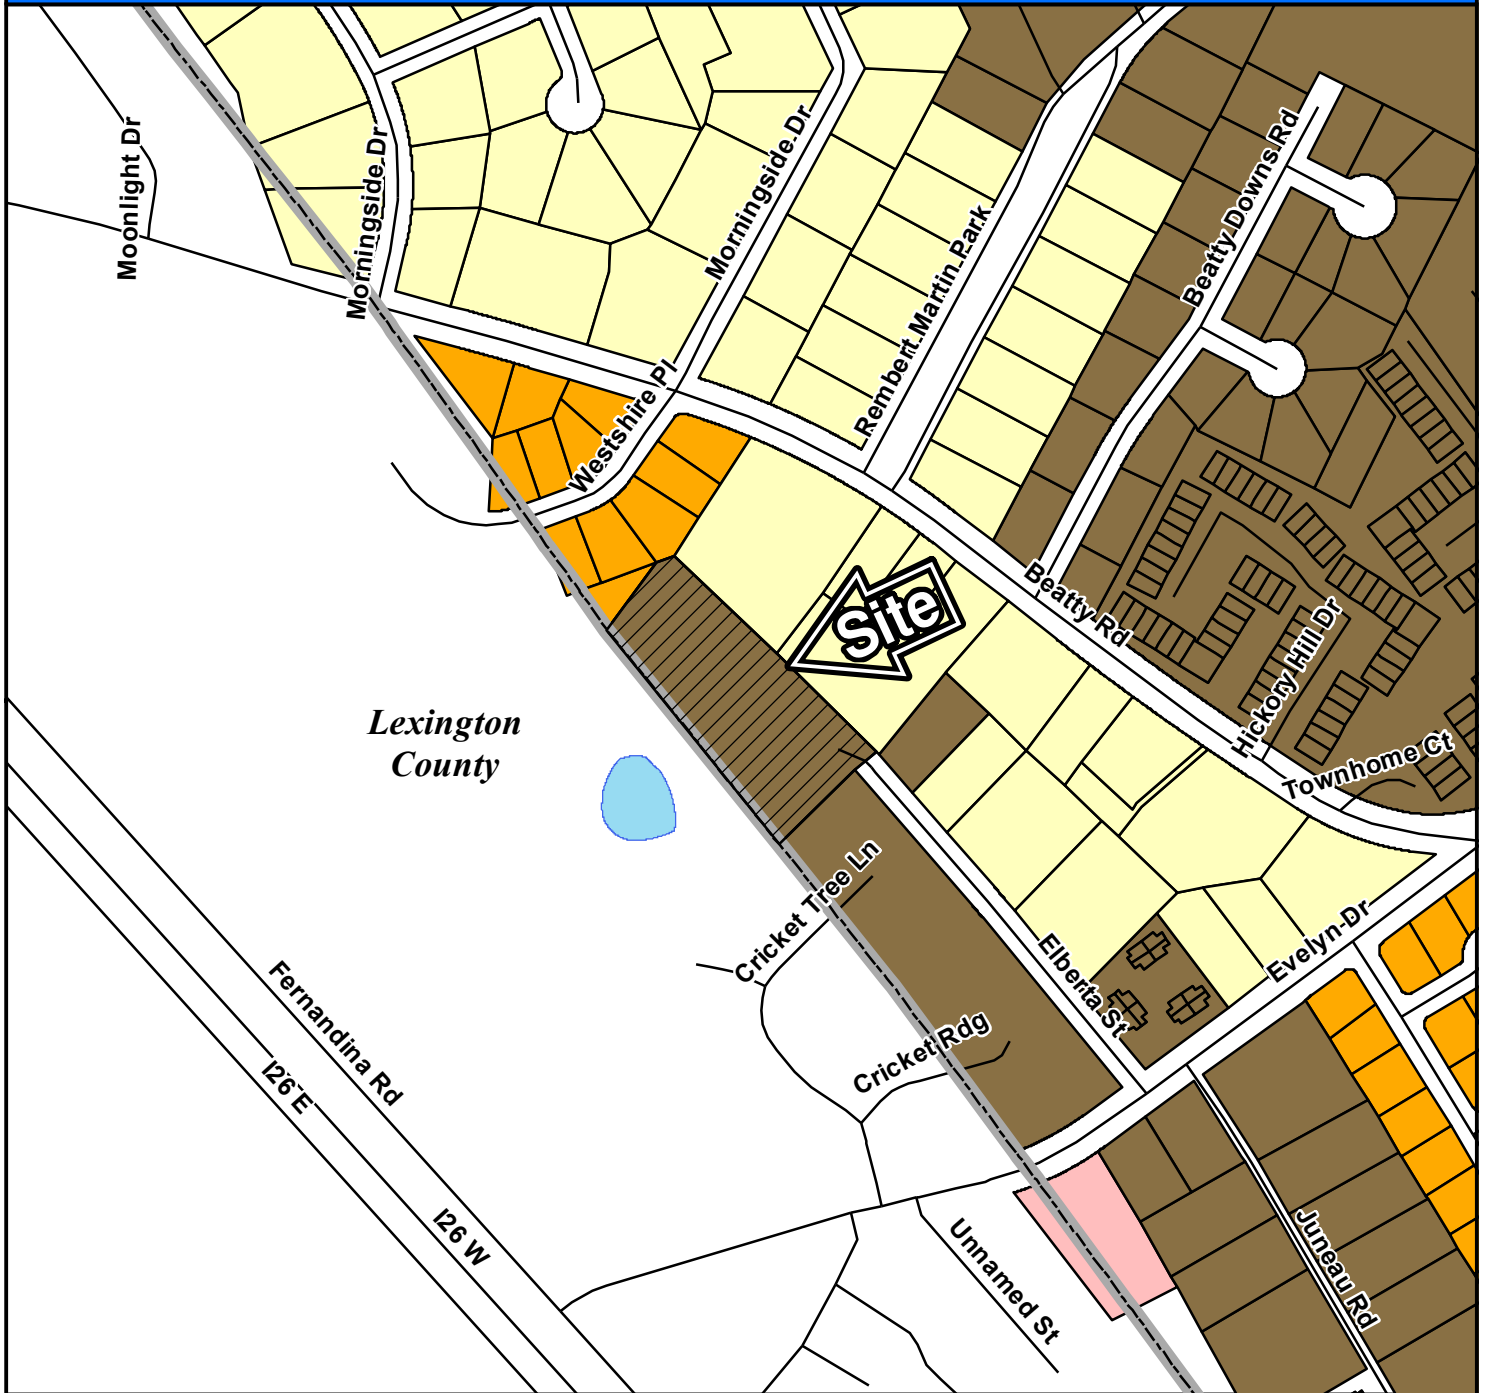 Moonlight Dr
Morningside Dr
Morningside Dr
Beatty Downs Rd
Rembert Martin Park
Westshire Pl
Beatty Rd
Site
Hickory Hill Dr
Townhome Ct
Lexington
County
Cricket Tree Ln
Elberta St
Evelyn Dr
Fernandina Rd
Cricket Rdg
I26 E
I26 W
Unnamed St
Juneau Rd